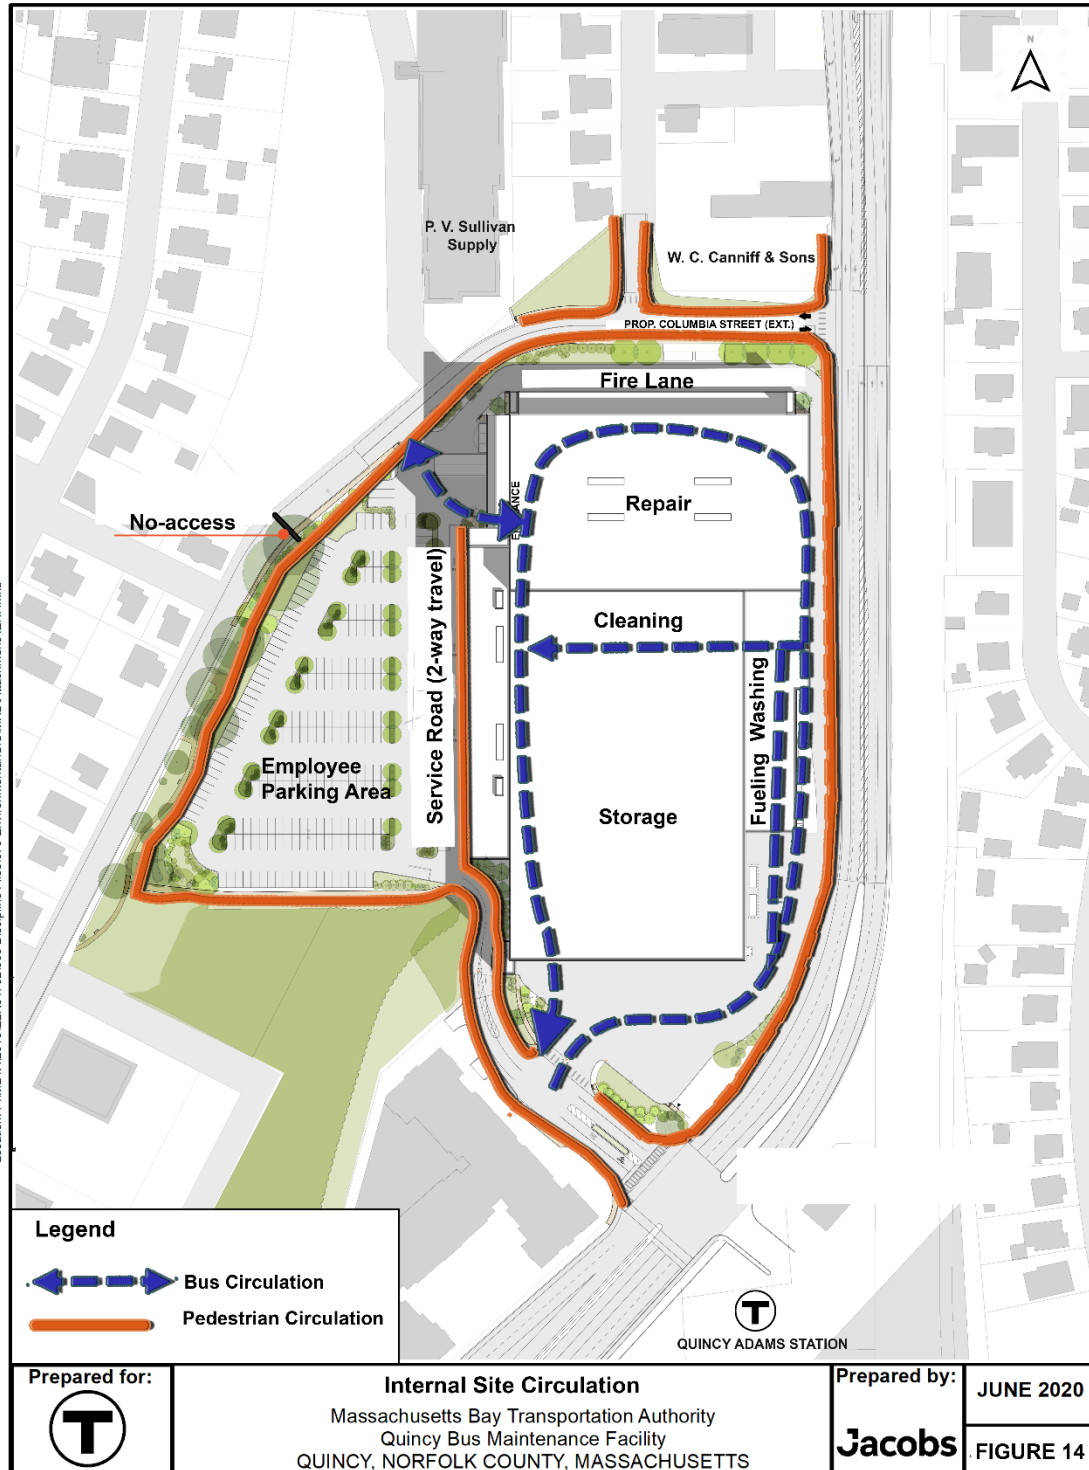 N
P. V. Sullivan
Supply
W. C. Canniff & Sons
PROP. COLUMBIA STREET (EXT.)
Fire Lane
Repair
No-access
Service Road (2-way travel)
Cleaning
Fueling Washing
Employee
Parking Area
Storage
Legend
Bus Circulation
Pedestrian Circulation
T
QUINCY ADAMS STATION
Prepared for:
T
Internal Site Circulation
Massachusetts Bay Transportation Authority
Quincy Bus Maintenance Facility
QUINCY, NORFOLK COUNTY, MASSACHUSETTS
Prepared by:
Jacobs
JUNE 2020
FIGURE 14